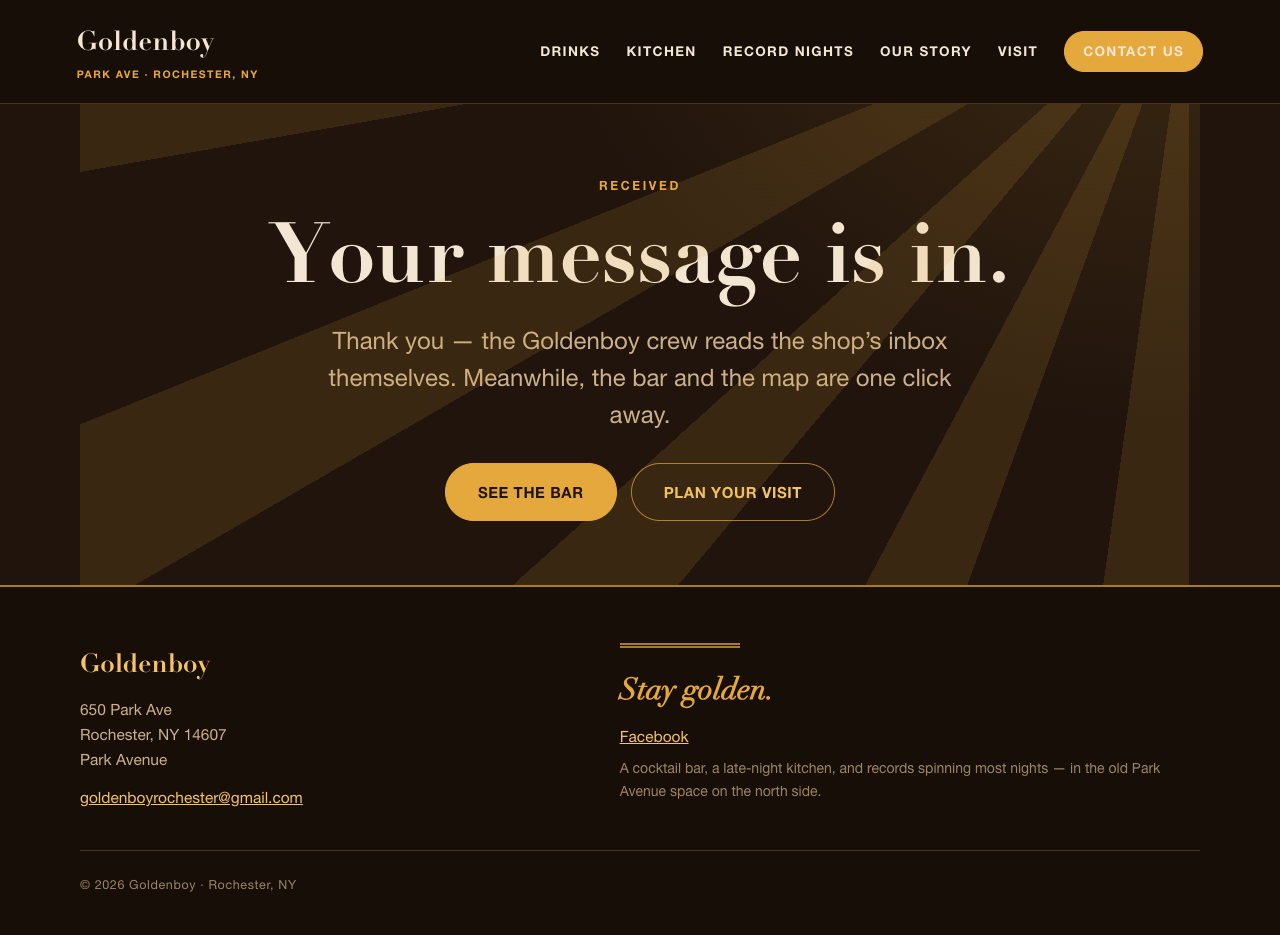 Goldenboy
PARK AVE · ROCHESTER, NY
DRINKS
KITCHEN
RECORD NIGHTS
OUR STORY
VISIT
CONTACT US
RECEIVED
Your message is in.
Thank you — the Goldenboy crew reads the shop’s inbox
themselves. Meanwhile, the bar and the map are one click
away.
SEE THE BAR
PLAN YOUR VISIT
Goldenboy
650 Park Ave
Rochester, NY 14607
Park Avenue
goldenboyrochester@gmail.com
Stay golden.
Facebook
A cocktail bar, a late-night kitchen, and records spinning most nights — in the old Park
Avenue space on the north side.
© 2026 Goldenboy · Rochester, NY